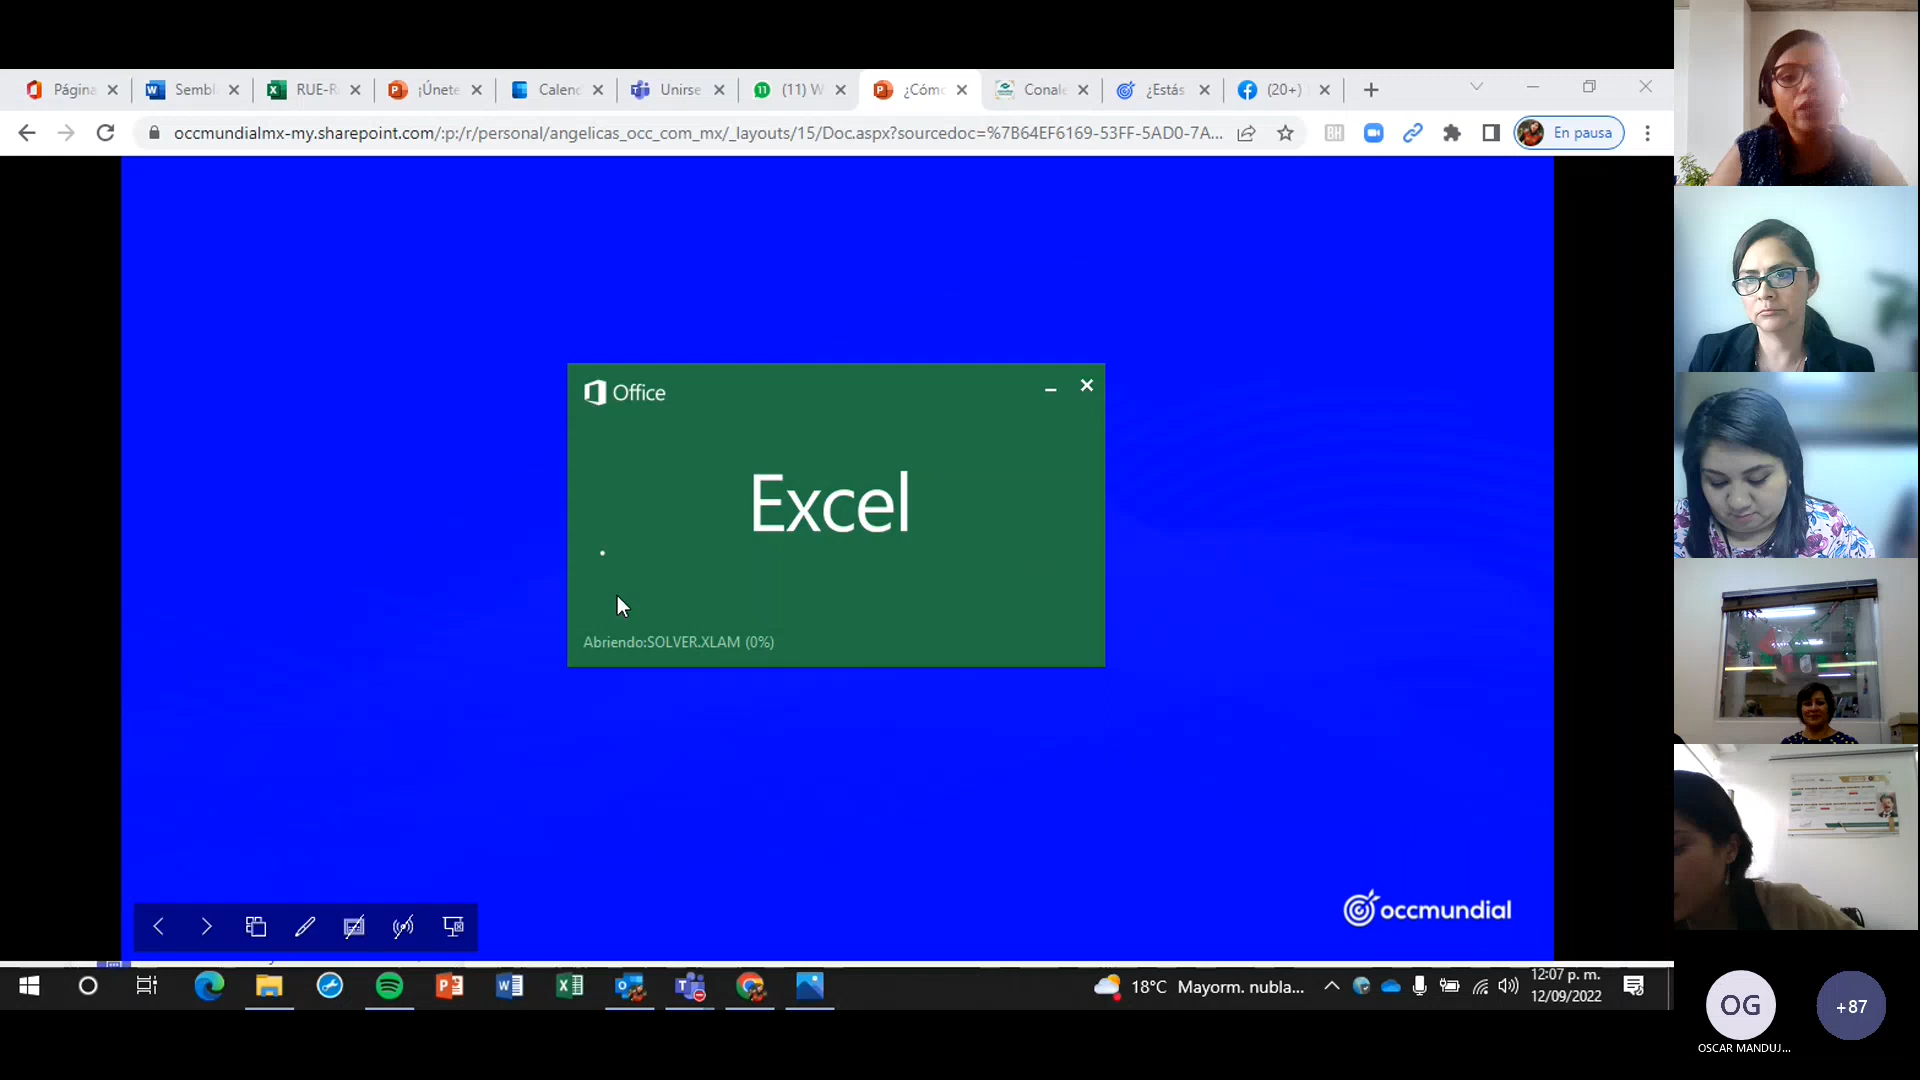 Página
Sembl
RUE-R
¡Únete
Calend
Unirse
(11) W
¿Cómo
Conale
¿Estás
(20+)
occmundialmx-my.sharepoint.com/:p:/r/personal/angelicas_occ_com_mx/_layouts/15/Doc.aspx?sourcedoc=%7B64EF6169-53FF-5AD0-7A...
En pausa
Office
Excel
Abriendo:SOLVER.XLAM (0%)
occmundial
18°C Mayorm. nubla...
12:07 p. m.
12/09/2022
OG
+87
OSCAR MANDUJ...